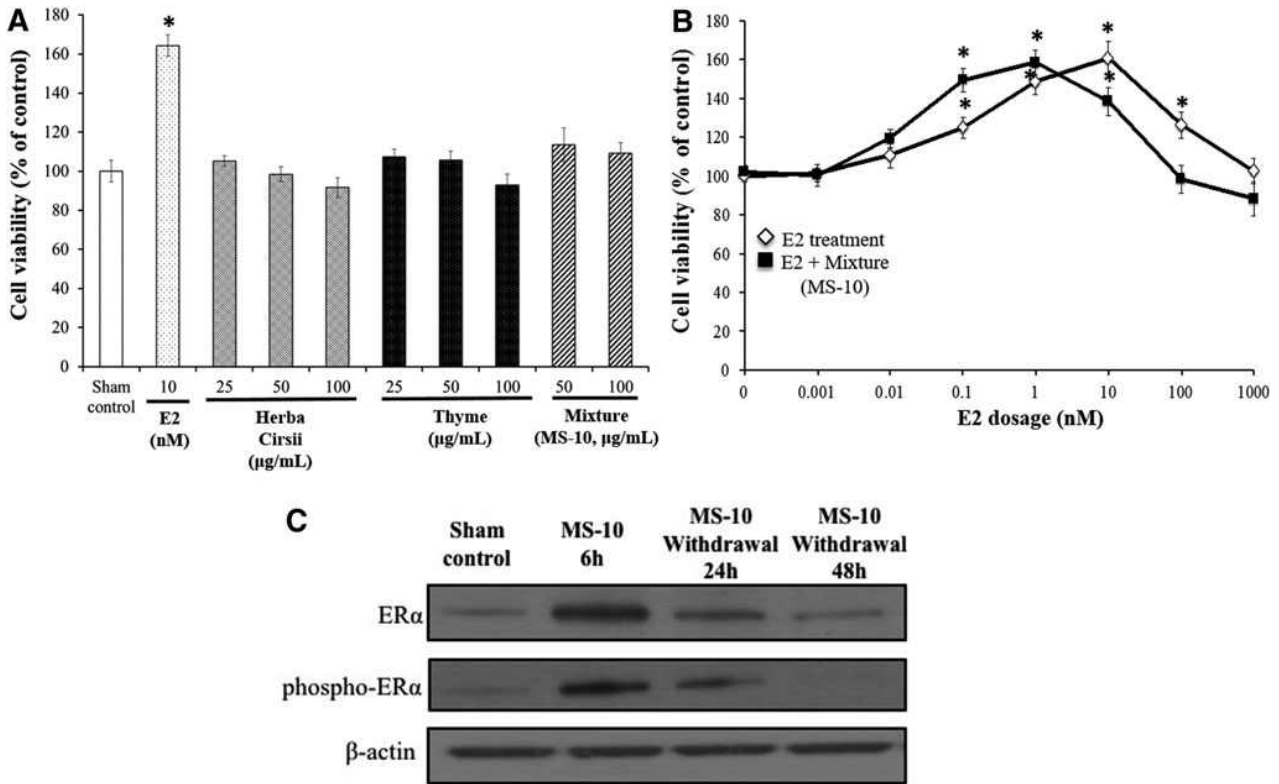 A
Cell viability (% of control)
180
160
140
120
100
80
60
40
20
0
*
Sham
control
10
25
50
100
25
50
100
50
100
E2
(nM)
Herba
Cirsii
(μg/mL)
Thyme
(μg/mL)
Mixture
(MS-10, μg/mL)
B
Cell viability (% of control)
180
160
140
120
100
80
60
40
20
0
*
*
*
*
*
*
*
E2 treatment
E2 + Mixture
(MS-10)
0
0.001
0.01
0.1
1
10
100
1000
E2 dosage (nM)
C
Sham
control
MS-10
6h
MS-10
Withdrawal
24h
MS-10
Withdrawal
48h
ERα
phospho-ERα
β-actin